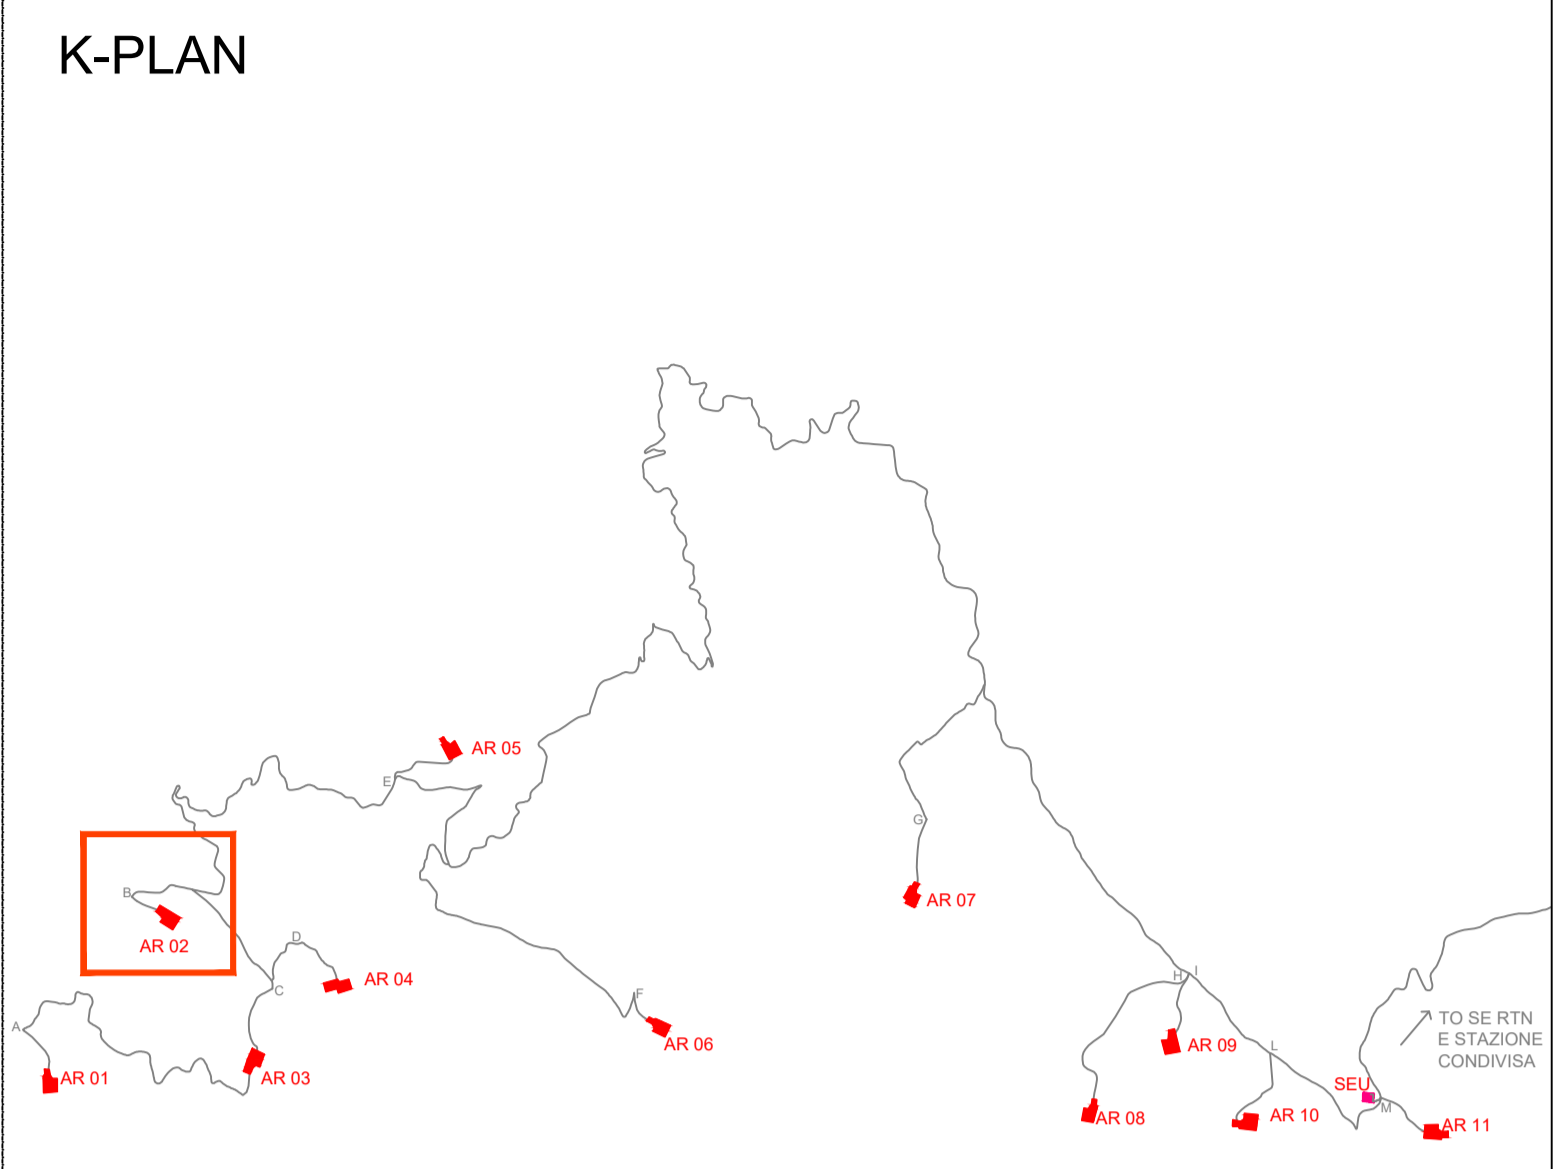 K-PLAN
AR 05
E
B
AR 02
D
AR 04
C
A
AR 01
AR 03
F
AR 06
G
AR 07
H
I
AR 09
L
AR 08
AR 10
SEU
M
AR 11
TO SE RTN
E STAZIONE
CONDIVISA